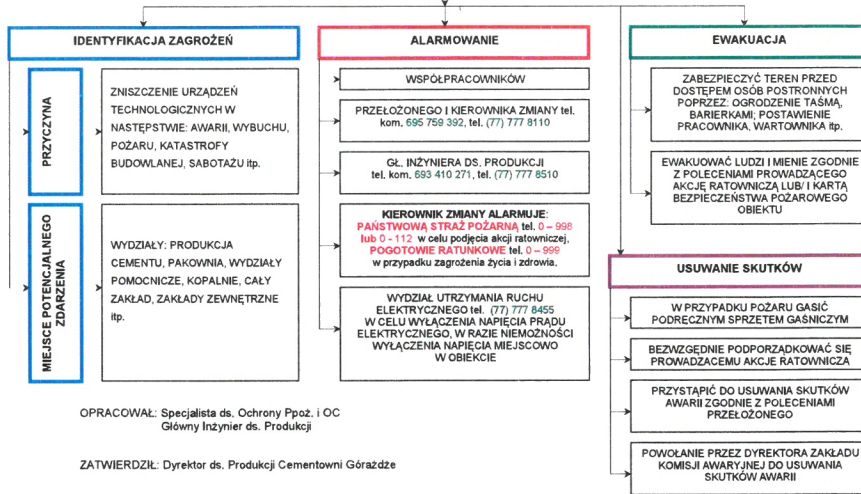 IDENTYFIKACJA ZAGROŻEŃ
PRZYCZYNA
ZNISZCZENIE URZĄDZEŃ
TECHNOLOGICZNYCH W
NASTĘPSTWIE: AWARII, WYBUCHU,
POŻARU, KATASTROFY
BUDOWLANEJ, SABOTAŻU itp.
MIEJSCE POTENCJALNEGO
ZDARZENIA
WYDZIAŁY: PRODUKCJA
CEMENTU, PAKOWNIA, WYDZIAŁY
POMOCNICZE, KOPALNIE, CAŁY
ZAKŁAD, ZAKŁADY ZEWNĘTRZNE
itp.
ALARMOWANIE
WSPÓŁPRACOWNIKÓW
PRZEŁOŻONEGO I KIEROWNIKA ZMIANY tel.
kom. 695 759 392, tel. (77) 777 8110
GŁ. INŻYNIERA DS. PRODUKCJI
tel. kom. 693 410 271, tel. (77) 777 8510
KIEROWNIK ZMIANY ALARMUJE:
PAŃSTWOWĄ STRAŻ POŻARNĄ tel. 0 – 998
lub 0 - 112 w celu podjęcia akcji ratowniczej,
POGOTOWIE RATUNKOWE tel. 0 – 999
w przypadku zagrożenia życia i zdrowia.
WYDZIAŁ UTRZYMANIA RUCHU
ELEKTRYCZNEGO tel. (77) 777 8455
W CELU WYŁĄCZENIA NAPIĘCIA PRĄDU
ELEKTRYCZNEGO, W RAZIE NIEMOŻNOŚCI
WYŁĄCZENIA NAPIĘCIA MIEJSCOWO
W OBIEKCIE
EWAKUACJA
ZABEZPIECZYĆ TEREN PRZED
DOSTĘPEM OSÓB POSTRONNYCH
POPRZEZ: OGRODZENIE TAŚMĄ,
BARIERKAMI; POSTAWIENIE
PRACOWNIKA, WARTOWNIKA itp.
EWAKUOWAĆ LUDZI I MIENIE ZGODNIE
Z POLECENIAMI PROWADZĄCEGO
AKCJĘ RATOWNICZĄ LUB/ I KARTĄ
BEZPIECZEŃSTWA POŻAROWEGO
OBIEKTU
USUWANIE SKUTKÓW
W PRZYPADKU POŻARU GASIĆ
PODRĘCZNYM SPRZĘTEM GAŚNICZYM
BEZWZGLĘDNIE PODPORZĄDKOWAĆ SIĘ
PROWADZACEMU AKCJE RATOWNICZA
PRZYSTĄPIĆ DO USUWANIA SKUTKÓW
AWARII ZGODNIE Z POLECENIAMI
PRZEŁOŻONEGO
POWOŁANIE PRZEZ DYREKTORA ZAKŁADU
KOMISJI AWARYJNEJ DO USUWANIA
SKUTKÓW AWARII
OPRACOWAŁ: Specjalista ds. Ochrony Ppoż. i OC
Główny Inżynier ds. Produkcji
ZATWIERDZIŁ: Dyrektor ds. Produkcji Cementowni Górażdże